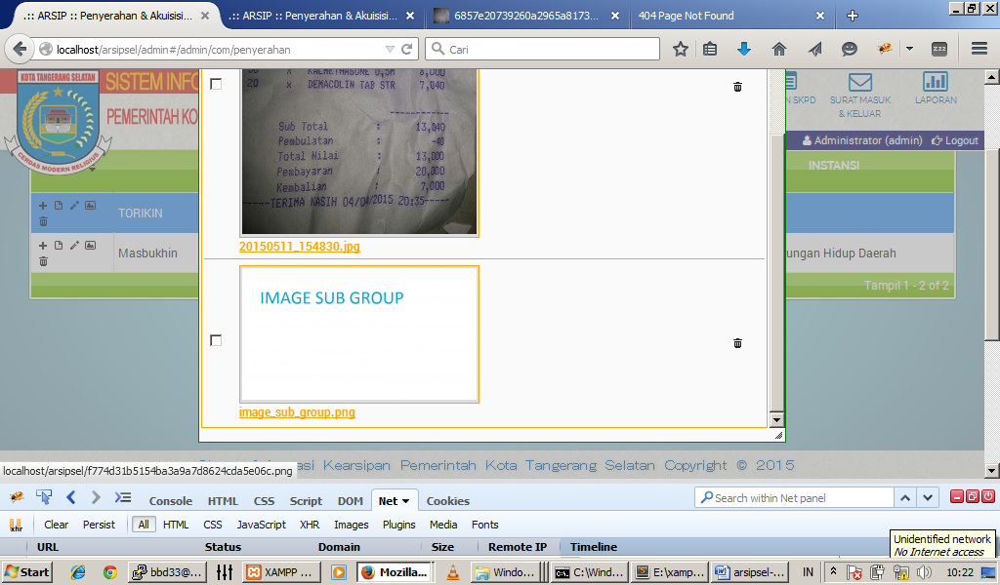 .:: ARSIP :: Penyerahan & Akuisisi...
.:: ARSIP :: Penyerahan & Akuisisi...
6857e20739260a2965a8173...
404 Page Not Found
localhost/arsipsel/admin#/admin/com/penyerahan
Cari
KOTA TANGERANG SELATAN
CERDAS MODERN RELIGIUS
SISTEM INFO
PEMERINTAH KO
N SKPD
SURAT MASUK & KELUAR
LAPORAN
Administrator (admin)
Logout
INSTANSI
TORIKIN
Masbukhin
ungan Hidup Daerah
Tampil 1 - 2 of 2
x KALMETHASONE 0,5M 6,000
20 x DEMACOLIN TAB STR 7,040
------------
Sub Total : 13,040
Pembulatan : -40
Total Nilai : 13,000
Pembayaran : 20,000
Kembalian : 7,000
-----TERIMA KASIH 04/04/2015 20:35-----
20150511_154830.jpg
IMAGE SUB GROUP
image_sub_group.png
asi Kearsipan Pemerintah Kota Tangerang Selatan Copyright © 2015
localhost/arsipsel/f774d31b5154ba3a9a7d8624cda5e06c.png
Console
HTML
CSS
Script
DOM
Net
Cookies
Search within Net panel
xhr
Clear
Persist
All
HTML
CSS
JavaScript
XHR
Images
Plugins
Media
Fonts
URL
Status
Domain
Size
Remote IP
Timeline
Unidentified network
No Internet access
Start
bbd33@...
XAMPP ...
Mozilla...
Windo...
C:\Wind...
E:\xamp...
arsipsel-...
IN
10:22